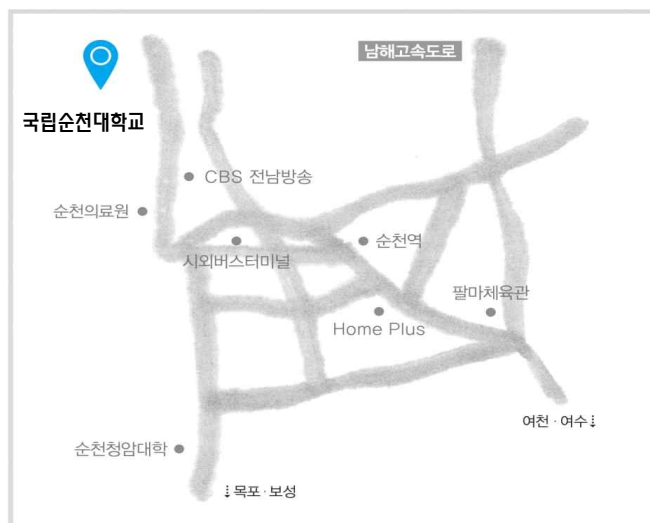 남해고속도로
국립순천대학교
CBS 전남방송
순천의료원
순천역
시외버스터미널
팔마체육관
Home Plus
여천 · 여수
순천청암대학
목포 · 보성